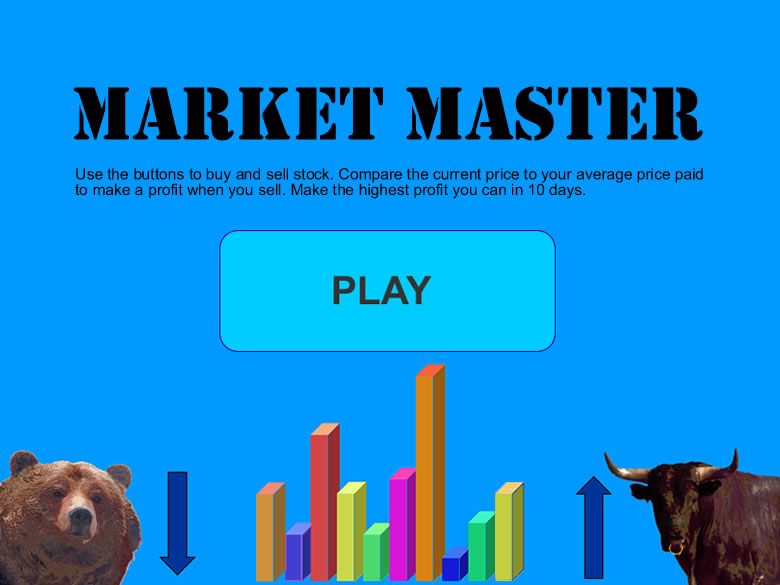 MARKET MASTER
Use the buttons to buy and sell stock. Compare the current price to your average price paid
to make a profit when you sell. Make the highest profit you can in 10 days.
PLAY